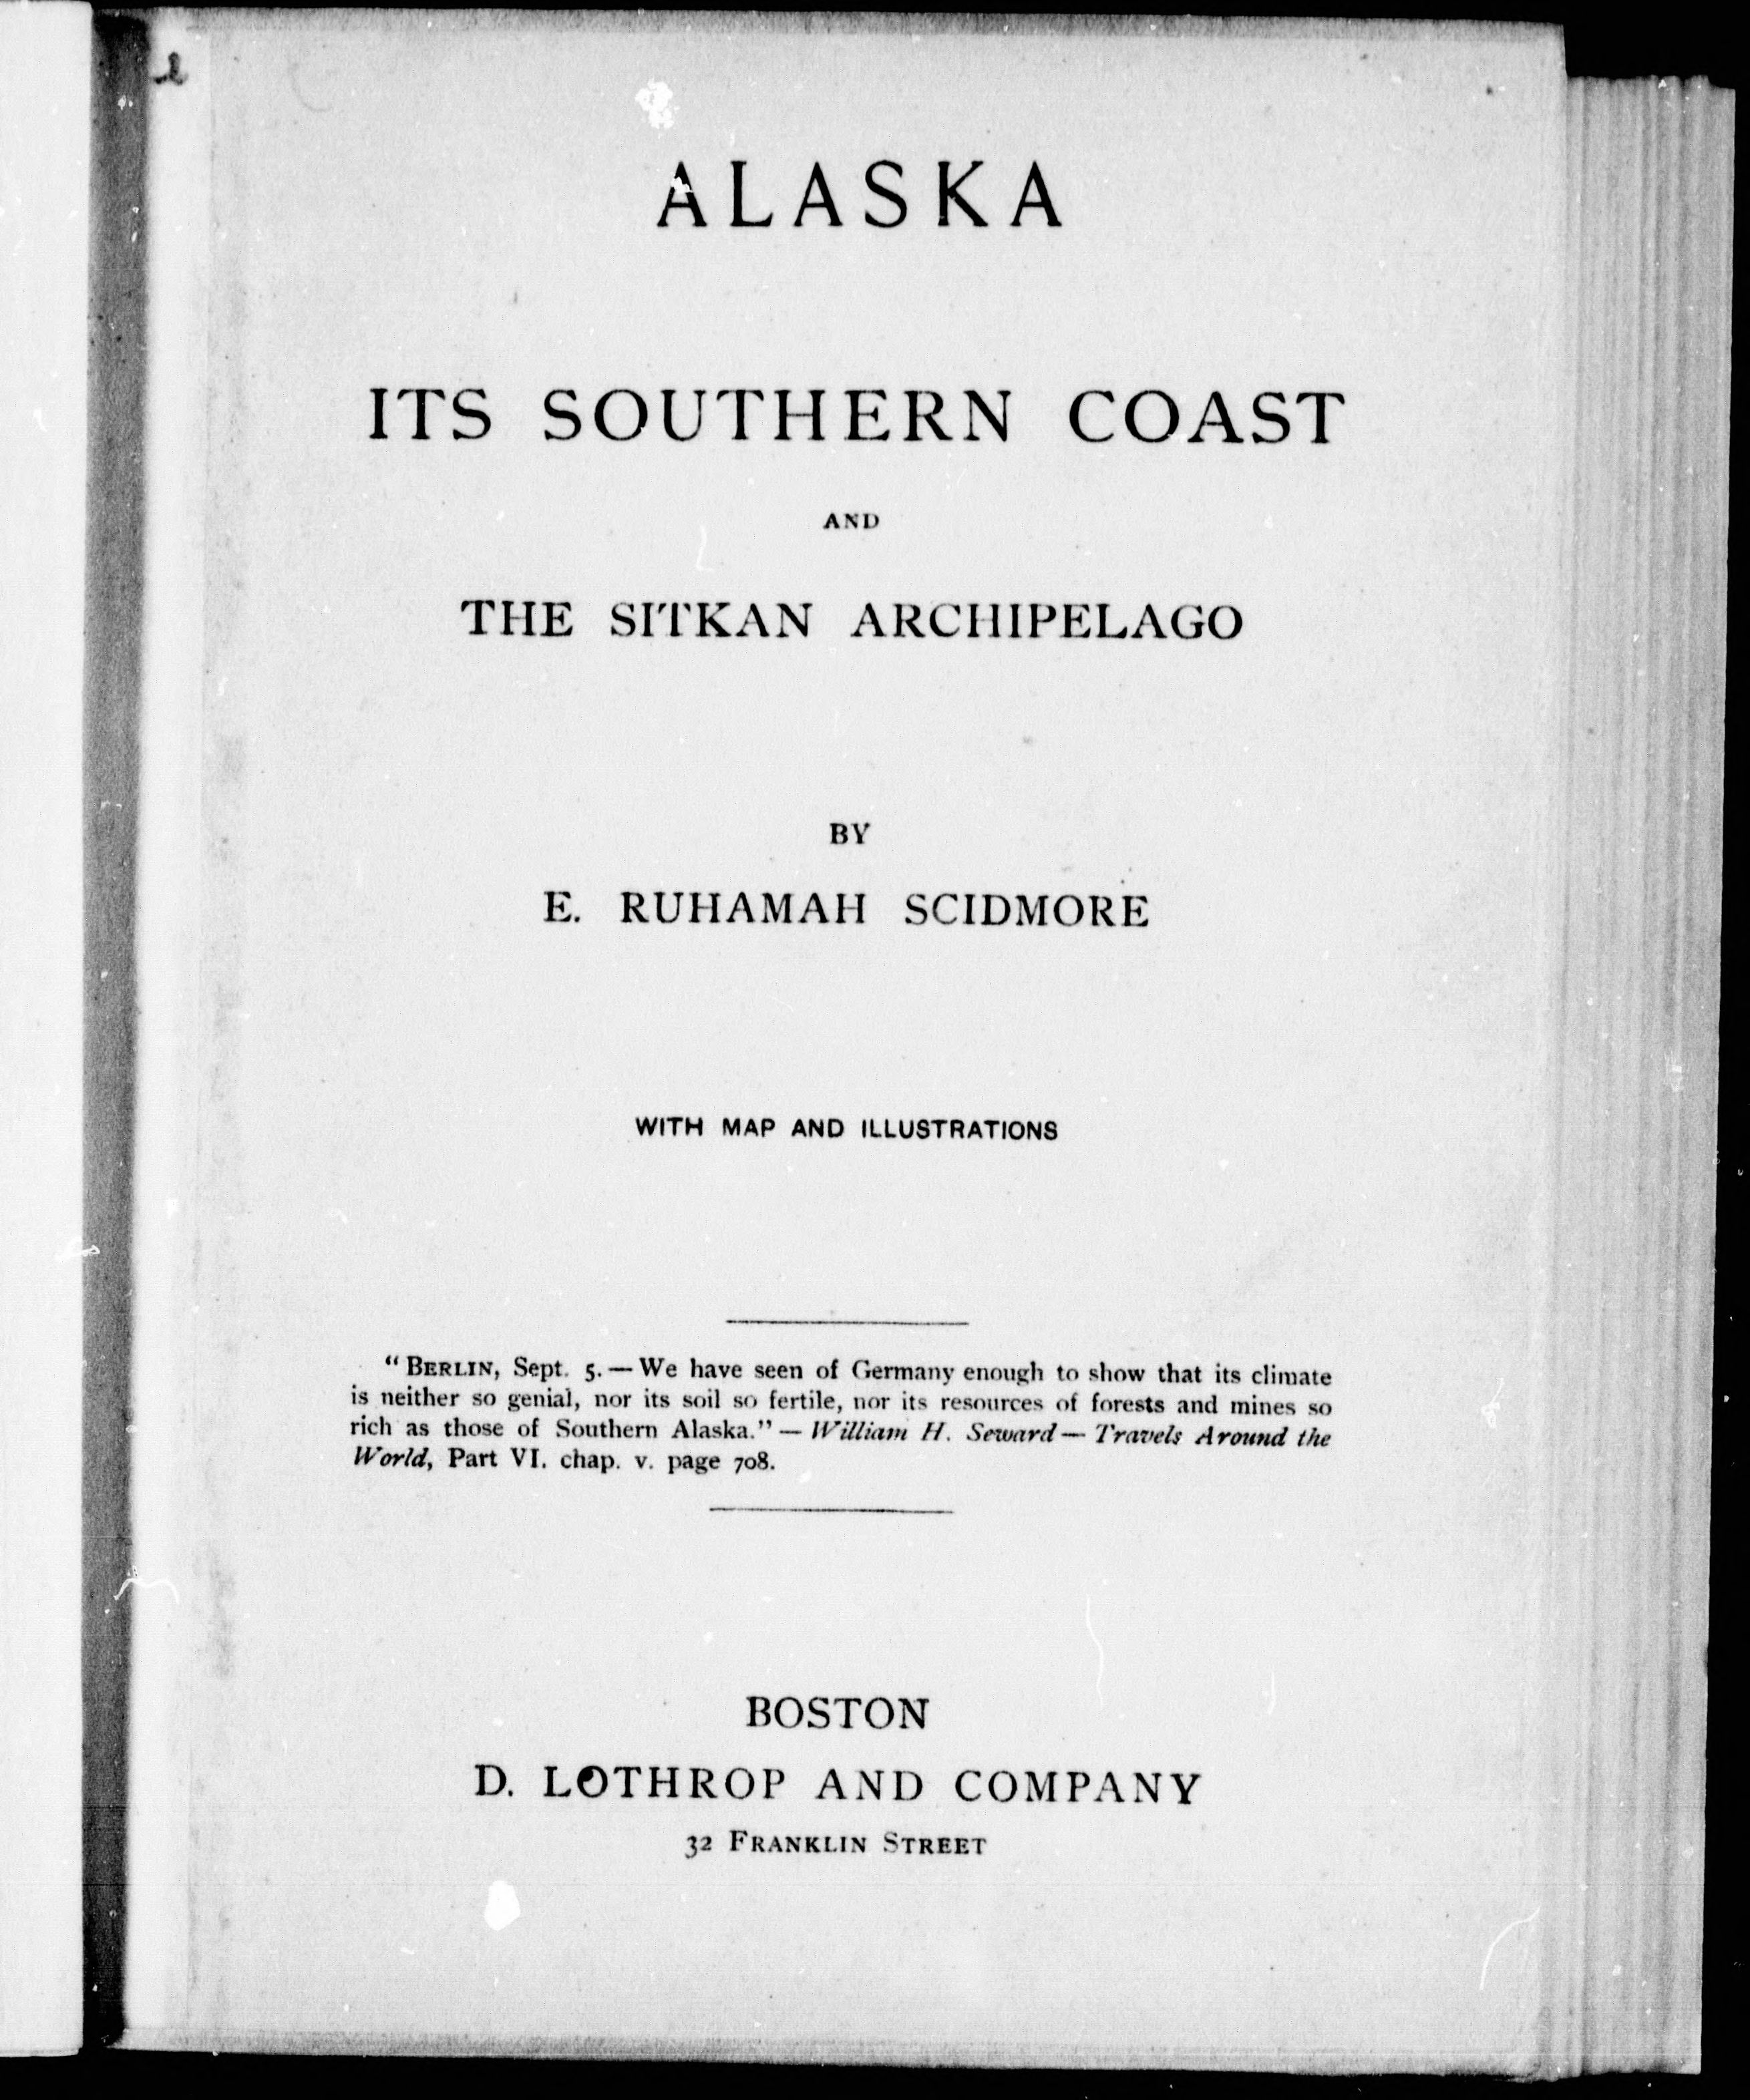 ALASKA
ITS SOUTHERN COAST
AND
THE SITKAN ARCHIPELAGO
BY
E. RUHAMAH SCIDMORE
WITH MAP AND ILLUSTRATIONS
“BERLIN, Sept. 5. — We have seen of Germany enough to show that its climate
is neither so genial, nor its soil so fertile, nor its resources of forests and mines so
rich as those of Southern Alaska.” — William H. Seward — Travels Around the
World, Part VI. chap. v. page 708.
BOSTON
D. LOTHROP AND COMPANY
32 FRANKLIN STREET